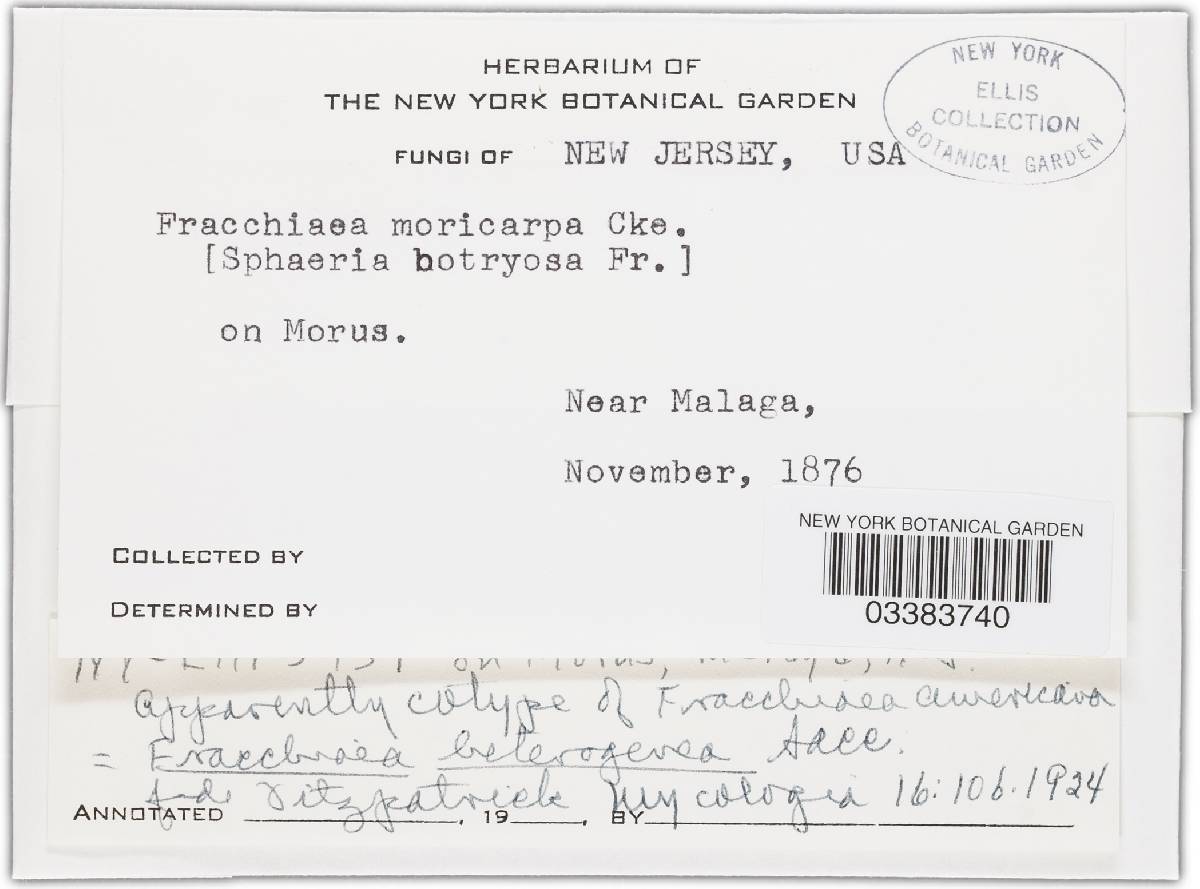 HERBARIUM OF
THE NEW YORK BOTANICAL GARDEN
NEW YORK
ELLIS
COLLECTION
BOTANICAL GARDEN
FUNGI OF NEW JERSEY, USA
Fracchiaea moricarpa Cke.
[Sphaeria botryosa Fr.]
on Morus.
Near Malaga,
November, 1876
NEW YORK BOTANICAL GARDEN
03383740
COLLECTED BY
DETERMINED BY
on Morus,
apparently cotype of Fracchiaea americana
= Fracchiaea heterogenea Sacc.
Fitzpatrick Mycologia 16:106.1924
ANNOTATED , 19 , BY